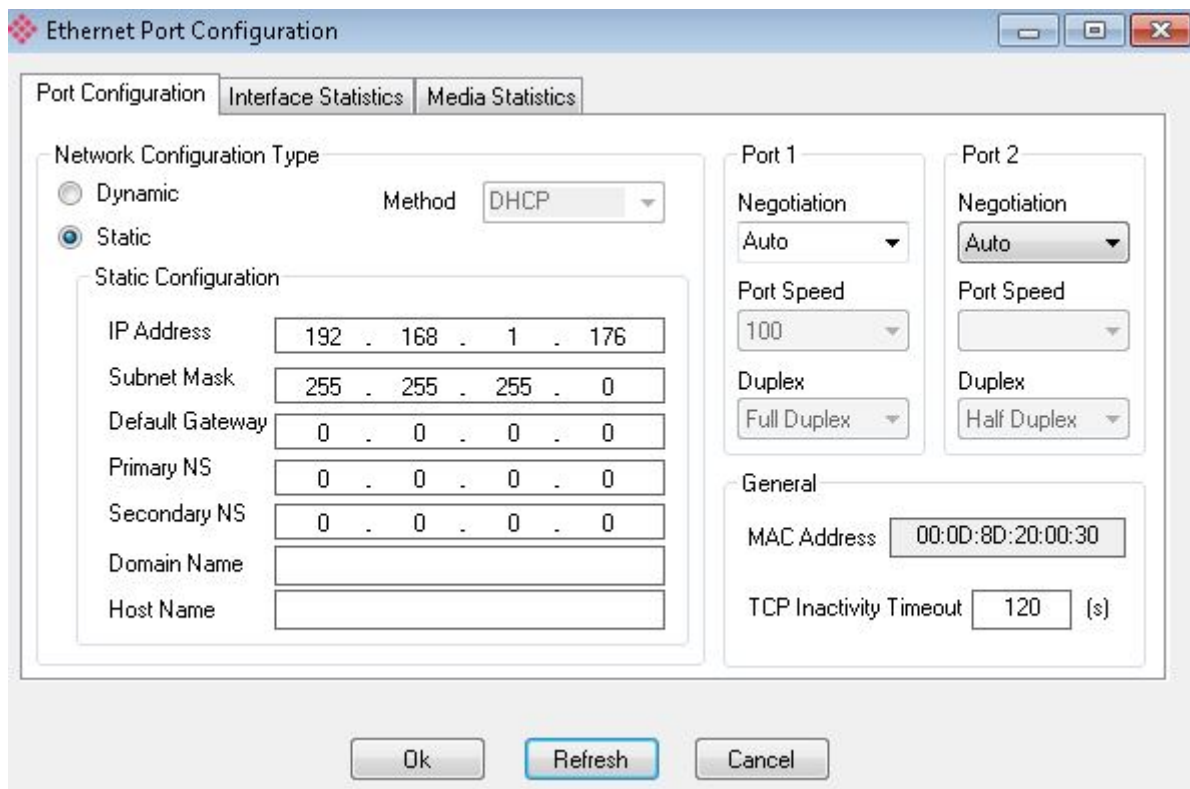 Ethernet Port Configuration
Port Configuration Interface Statistics Media Statistics
Network Configuration Type
Dynamic Method DHCP
Static
Static Configuration
IP Address 192 . 168 . 1 . 176
Subnet Mask 255 . 255 . 255 . 0
Default Gateway 0 . 0 . 0 . 0
Primary NS 0 . 0 . 0 . 0
Secondary NS 0 . 0 . 0 . 0
Domain Name
Host Name
Port 1
Negotiation
Auto
Port Speed
100
Duplex
Full Duplex
Port 2
Negotiation
Auto
Port Speed
Duplex
Half Duplex
General
MAC Address 00:0D:8D:20:00:30
TCP Inactivity Timeout 120 (s)
Ok Refresh Cancel